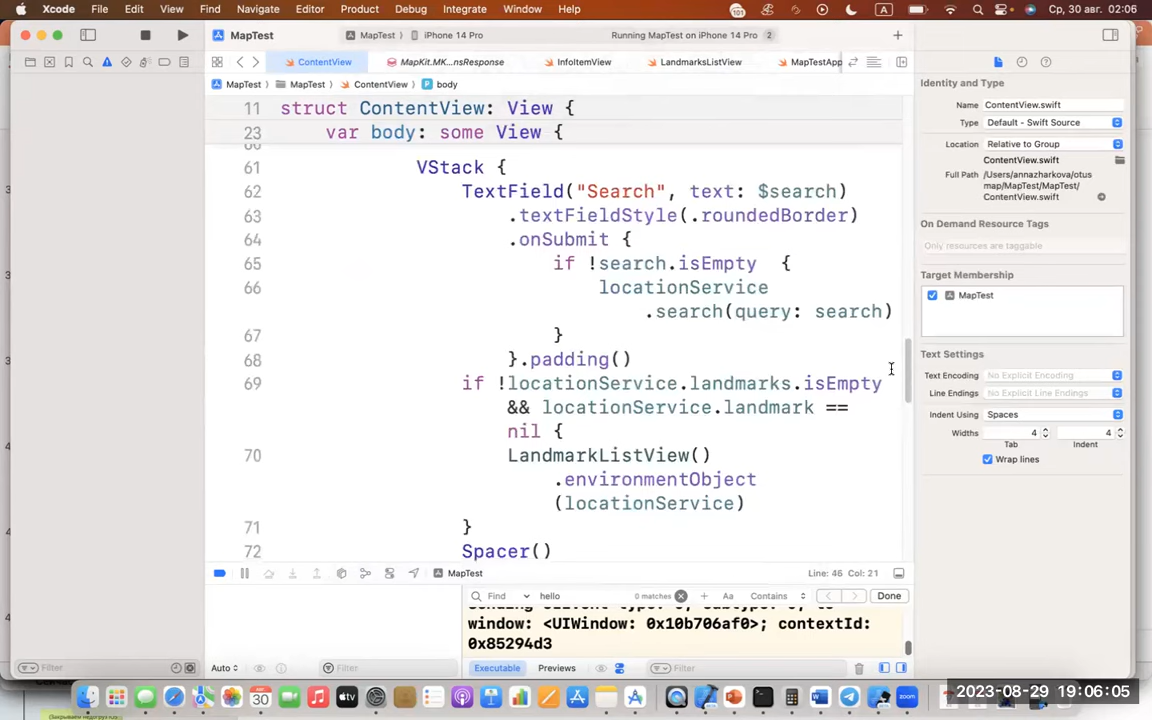 Xcode File Edit View Find Navigate Editor Product Debug Integrate Window Help
101 A Ср, 30 авг. 02:06
MapTest MapTest iPhone 14 Pro Running MapTest on iPhone 14 Pro 2
ContentView MapKit.MK...nsResponse InfoItemView LandmarksListView MapTestApp
MapTest MapTest ContentView body
11 struct ContentView: View {
23 var body: some View {
60
61 VStack {
62 TextField("Search", text: $search)
63 .textFieldStyle(.roundedBorder)
64 .onSubmit {
65 if !search.isEmpty {
66 locationService
.search(query: search)
67 }
68 }.padding()
69 if !locationService.landmarks.isEmpty
&& locationService.landmark ==
nil {
70 LandmarkListView()
.environmentObject
(locationService)
71 }
72 Spacer()
MapTest Line: 46 Col: 21
Find hello 0 matches Aa Contains Done
window: <UIWindow: 0x10b706af0>; contextId:
0x85294d3
Filter Auto Filter Executable Previews Filter
Identity and Type
Name ContentView.swift
Type Default - Swift Source
Location Relative to Group
ContentView.swift
Full Path /Users/annazharkova/otus
map/MapTest/MapTest/
ContentView.swift
On Demand Resource Tags
Only resources are taggable
Target Membership
MapTest
Text Settings
Text Encoding No Explicit Encoding
Line Endings No Explicit Line Endings
Indent Using Spaces
Widths 4 4
Tab Indent
Wrap lines
30 tv zoom
2023-08-29 19:06:05